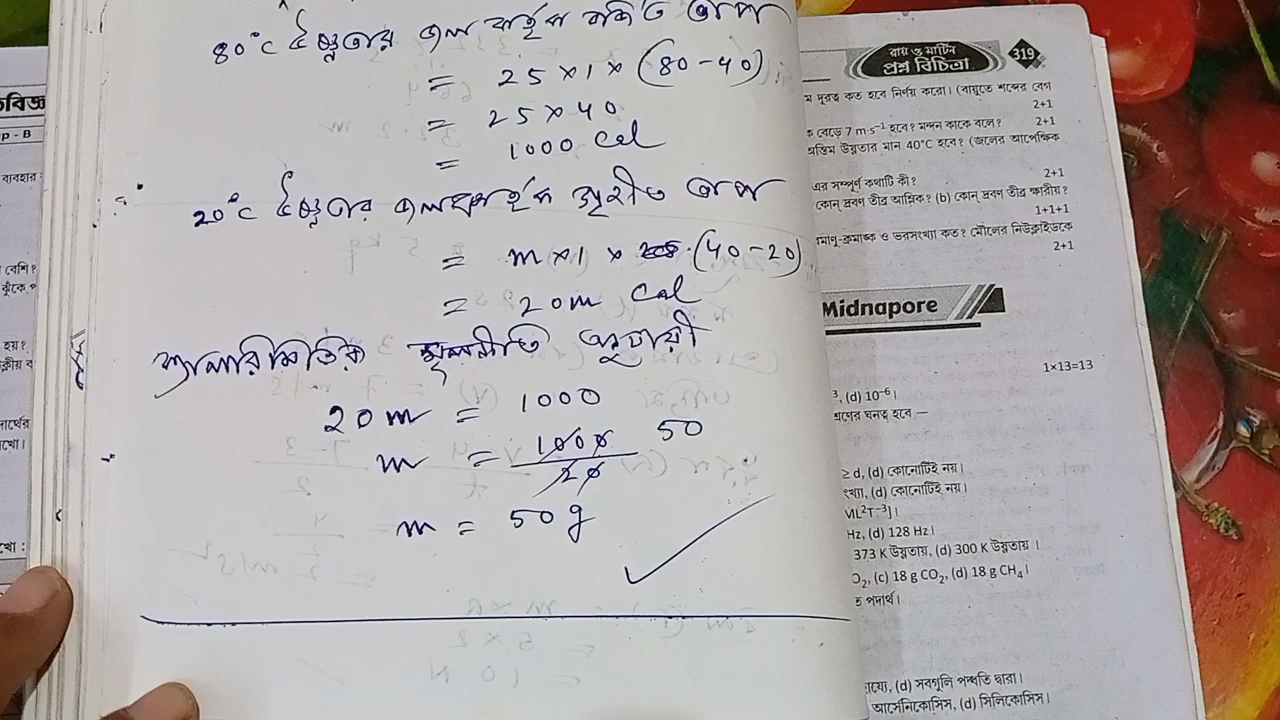 80°C উষ্ণতার জল কর্তৃক বর্জিত তাপ
= 25 × 1 × (80-40)
= 25 × 40
= 1000 Cal
20°C উষ্ণতার জল কর্তৃক গৃহীত তাপ
= m × 1 × (40-20)
= 20m Cal
ক্যালরিমিতির মূলনীতি অনুযায়ী
20m = 1000
m = 1000/20 50
m = 50g
রায় ও মার্টিন
প্রশ্ন বিচিত্রা
319
দূরত্ব কত হবে নির্ণয় করো। (বায়ুতে শব্দের বেগ
2+1
বেড়ে 7 m·s⁻¹ হবে? মন্দন কাকে বলে? 2+1
অন্তিম উষ্ণতার মান 40°C হবে? (জলের আপেক্ষিক
2+1
এর সম্পূর্ণ কথাটি কী?
কোন্ দ্রবণ তীব্র আম্লিক? (b) কোন্ দ্রবণ তীব্র ক্ষারীয়?
1+1+1
ক্রমাঙ্ক ও ভরসংখ্যা কত? মৌলের নিউক্লাইডকে
2+1
Midnapore
1×13=13
, (d) 10⁻⁶।
ঘনত্ব হবে —
≥ d, (d) কোনোটিই নয়।
(d) কোনোটিই নয়।
ML²T⁻³]।
Hz, (d) 128 Hz।
373 K উষ্ণতায়, (d) 300 K উষ্ণতায়।
(c) 18 g CO₂, (d) 18 g CH₄।
পদার্থ।
(d) সবগুলি পদ্ধতি দ্বারা।
আর্সেনিকোসিস, (d) সিলিকোসিস।
p - B
ব্যবহার
বেশি?
হয়?